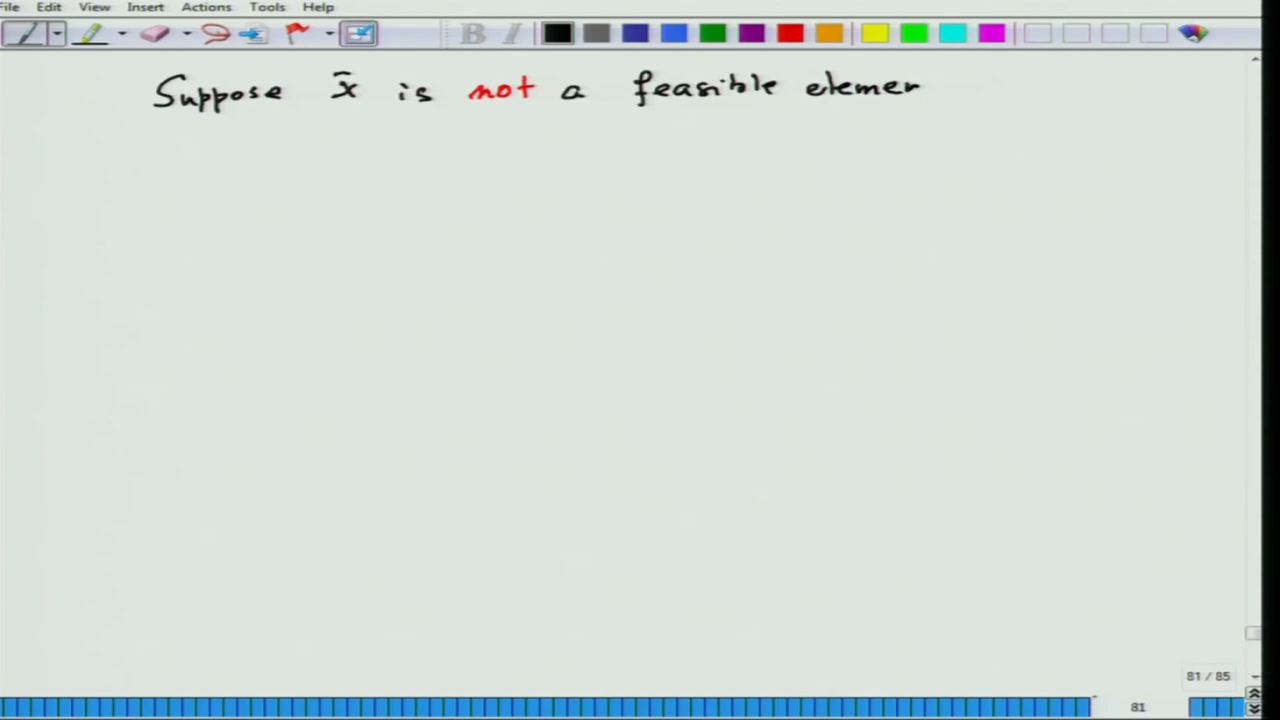 File Edit View Insert Actions Tools Help
B I
Suppose x̃ is not a feasible elemen
81 / 85
81